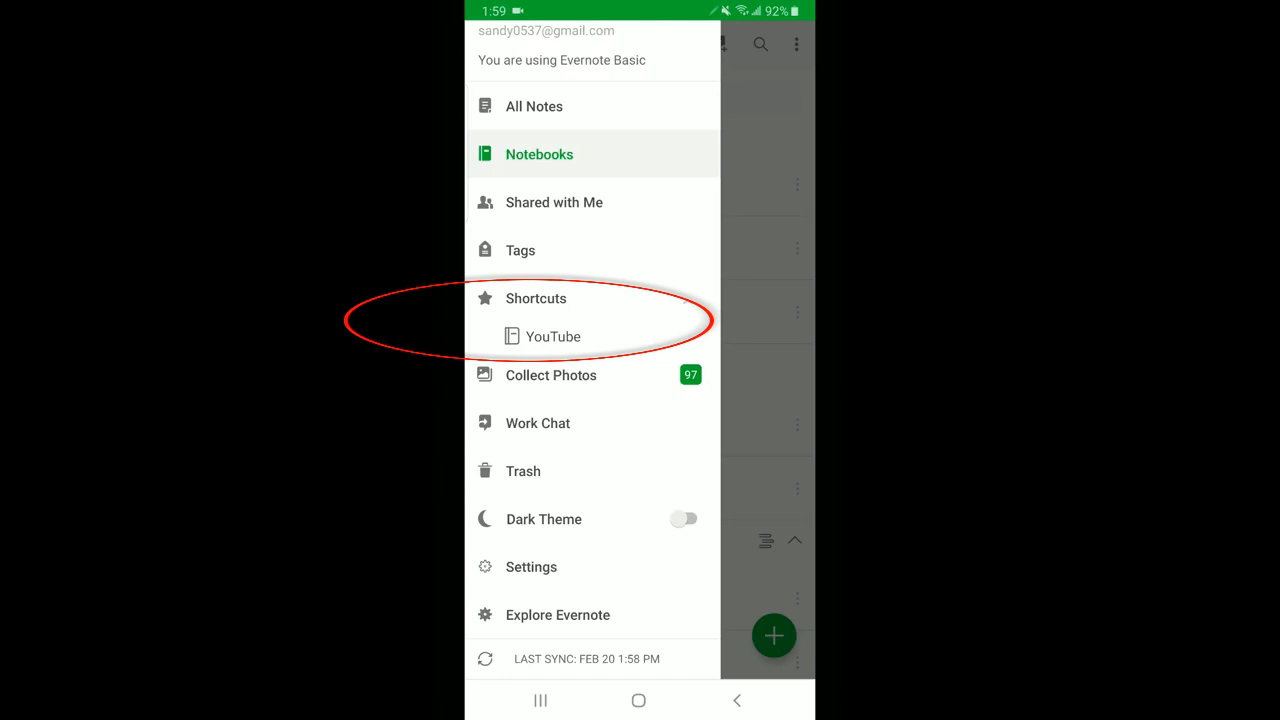 1:59
92%
sandy0537@gmail.com
You are using Evernote Basic
All Notes
Notebooks
Shared with Me
Tags
Shortcuts
YouTube
Collect Photos 97
Work Chat
Trash
Dark Theme
Settings
Explore Evernote
LAST SYNC: FEB 20 1:58 PM